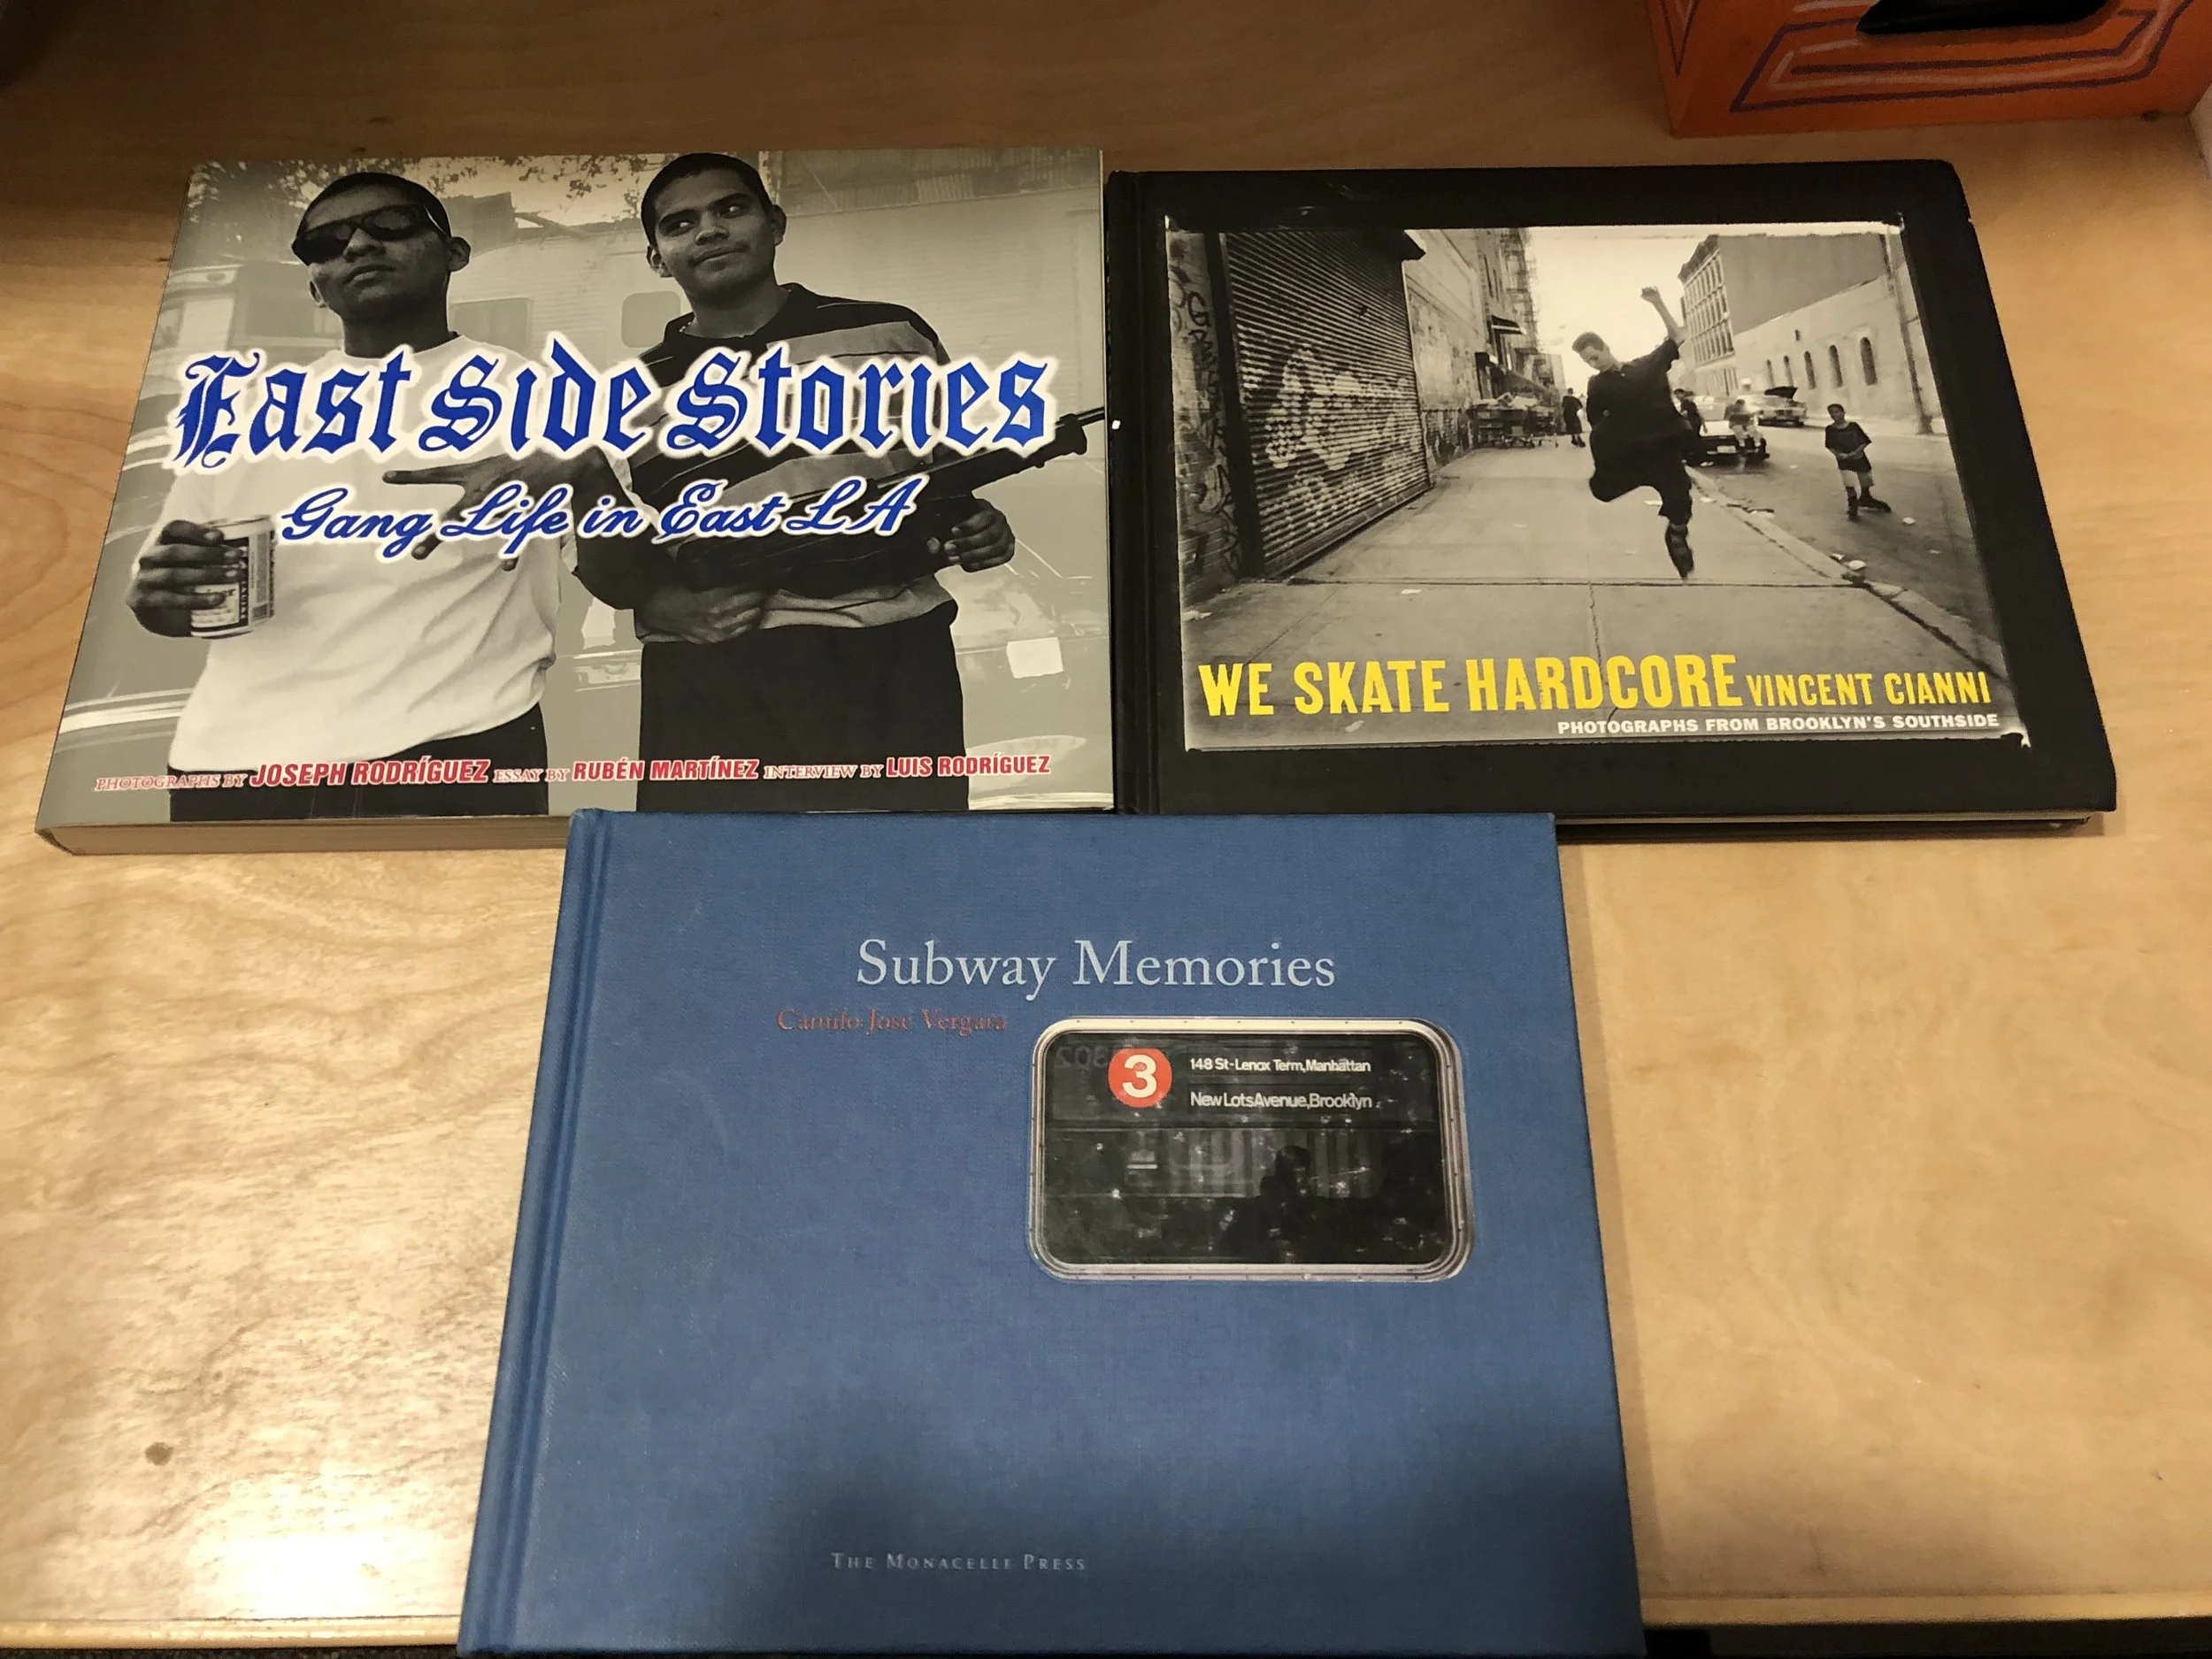 East Side Stories
Gang Life in East LA
PHOTOGRAPHS BY JOSEPH RODRÍGUEZ ESSAY BY RUBÉN MARTÍNEZ INTERVIEW BY LUIS RODRÍGUEZ
WE SKATE HARDCORE VINCENT CIANNI
PHOTOGRAPHS FROM BROOKLYN'S SOUTHSIDE
Subway Memories
Camilo José Vergara
3
148 St-Lenox Term, Manhattan
New Lots Avenue, Brooklyn
THE MONACELLI PRESS